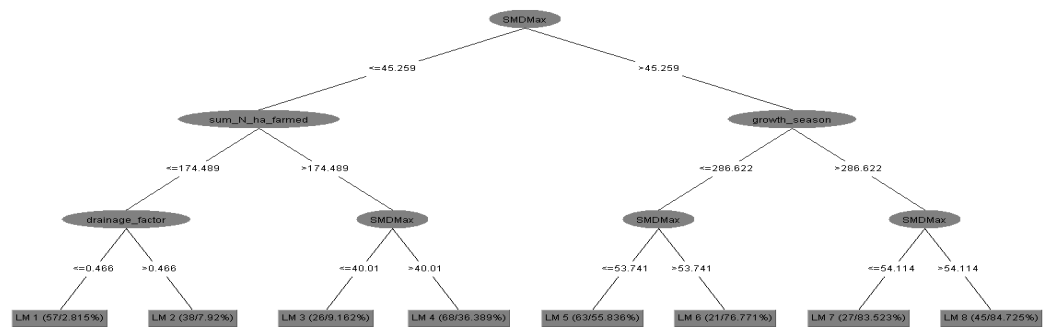 SMDMax
<=45.259 >45.259
sum_N_ha_farmed growth_season
<=174.489 >174.489 <=286.622 >286.622
drainage_factor SMDMax SMDMax SMDMax
<=0.466 >0.466 <=40.01 >40.01 <=53.741 >53.741 <=54.114 >54.114
LM 1 (57/2.815%) LM 2 (38/7.92%) LM 3 (26/9.162%) LM 4 (68/36.389%) LM 5 (63/55.836%) LM 6 (21/76.771%) LM 7 (27/83.523%) LM 8 (45/84.725%)